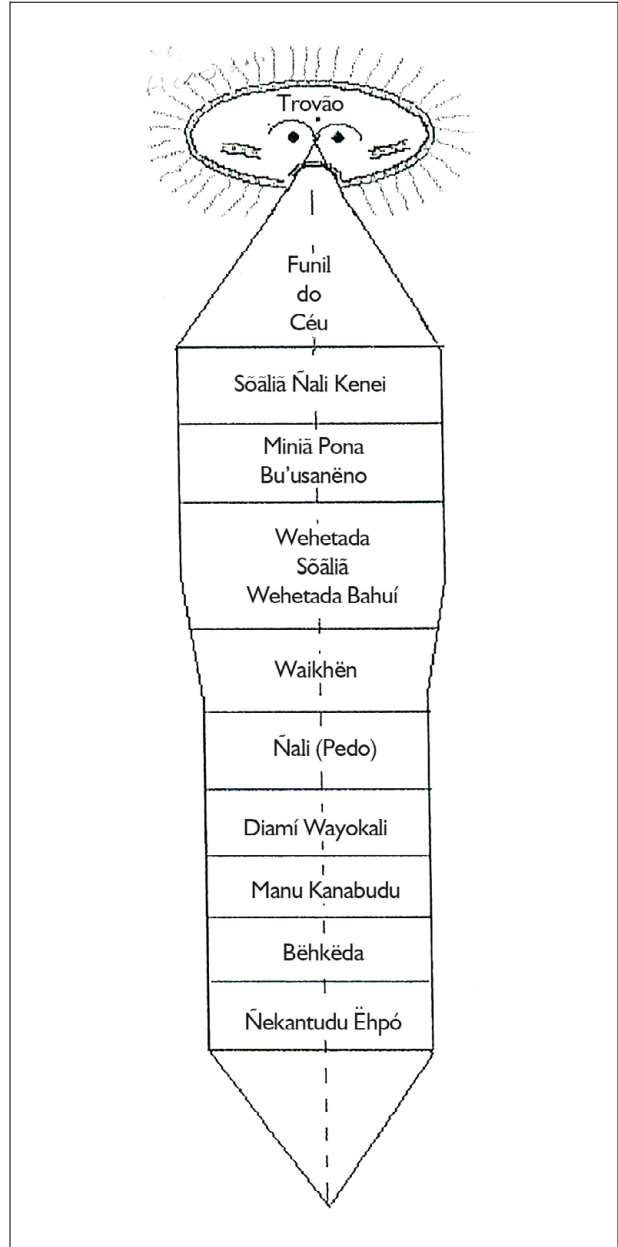 Trovão
Funil
do
Céu
Sõãliã Ñali Kenei
Miniã Pona
Bu’usanëno
Wehetada
Sõãliã
Wehetada Bahuí
Waikhën
Ñali (Pedo)
Diamí Wayokali
Manu Kanabudu
Bëhkëda
Ñekantudu Ëhpó